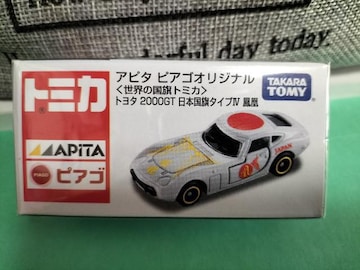 day today.
トミカ
アピタ ピアゴオリジナル
<世界の国旗トミカ>
トヨタ 2000GT 日本国旗タイプⅣ 鳳凰
TAKARA
TOMY
APiTA
ピアゴ
JAPAN